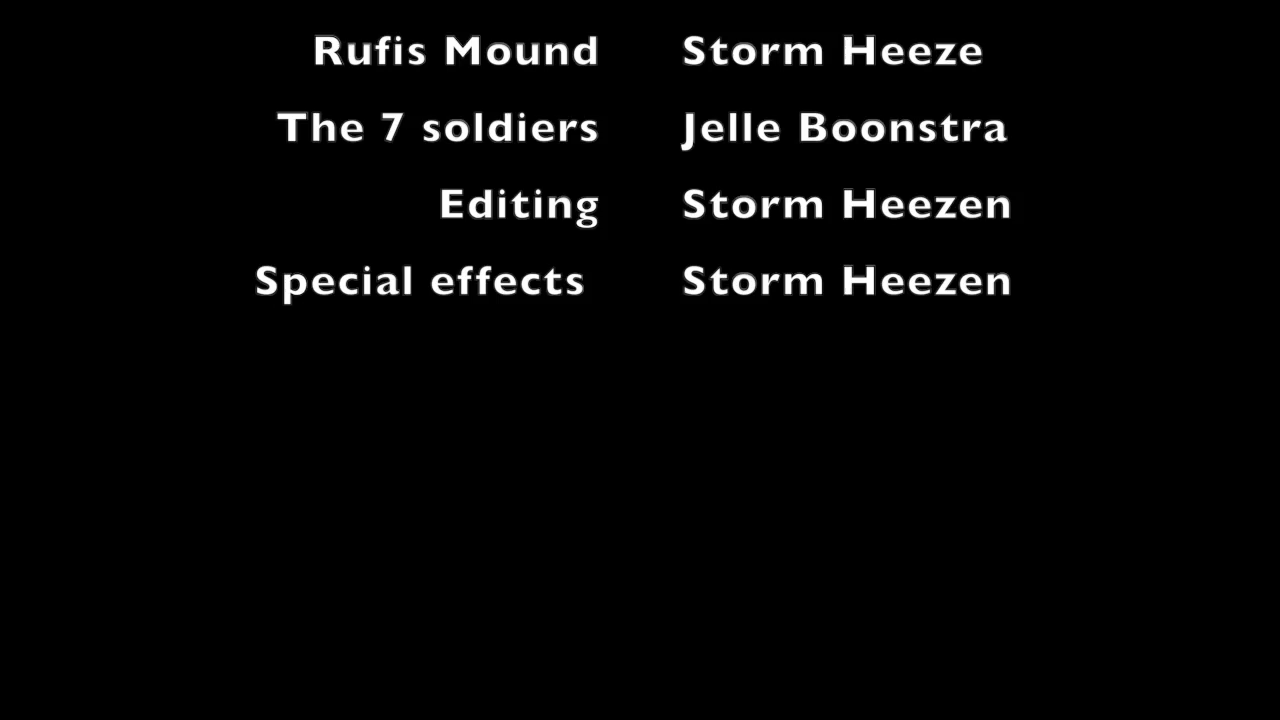 Rufis Mound Storm Heeze
The 7 soldiers Jelle Boonstra
Editing Storm Heezen
Special effects Storm Heezen